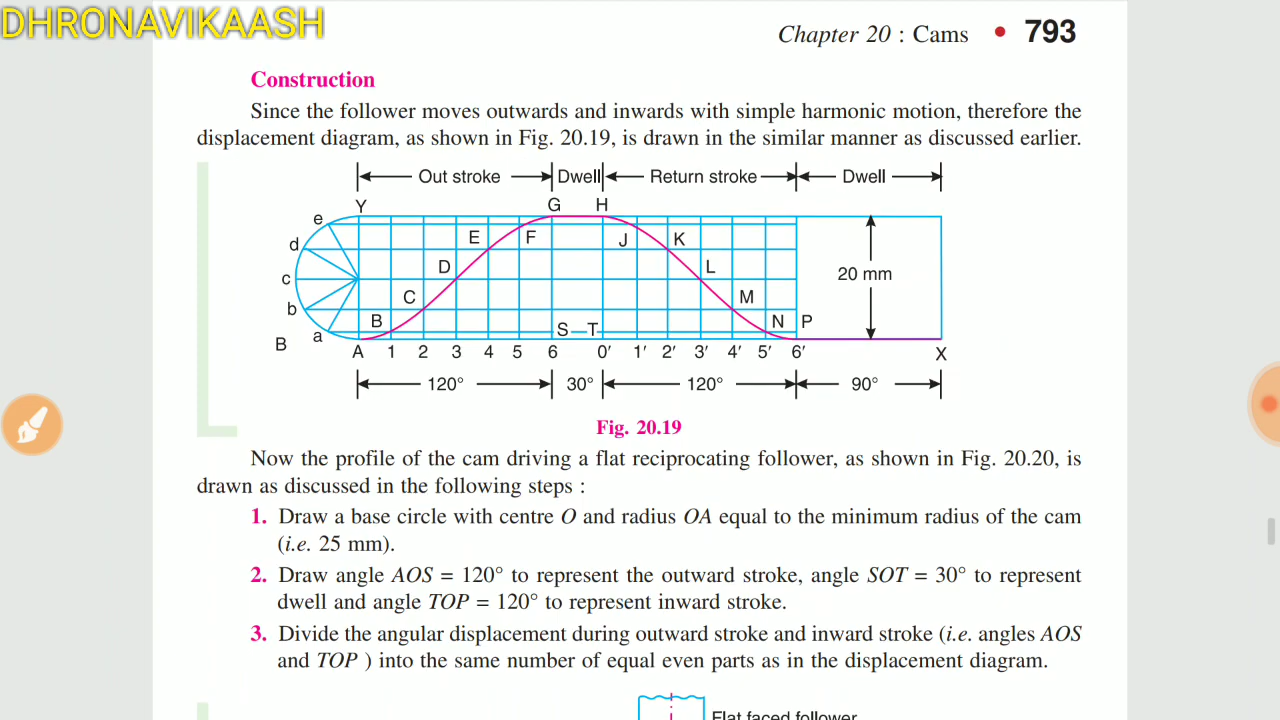 DHRONAVIKAASH
Chapter 20 : Cams • 793
Construction
Since the follower moves outwards and inwards with simple harmonic motion, therefore the
displacement diagram, as shown in Fig. 20.19, is drawn in the similar manner as discussed earlier.
Out stroke Dwell Return stroke Dwell
Y G H
e E F J K
d
D L
c 20 mm
C M
b
B N P
a S T
B
A 1 2 3 4 5 6 0′ 1′ 2′ 3′ 4′ 5′ 6′ X
120° 30° 120° 90°
Fig. 20.19
Now the profile of the cam driving a flat reciprocating follower, as shown in Fig. 20.20, is
drawn as discussed in the following steps :
1. Draw a base circle with centre O and radius OA equal to the minimum radius of the cam
(i.e. 25 mm).
2. Draw angle AOS = 120° to represent the outward stroke, angle SOT = 30° to represent
dwell and angle TOP = 120° to represent inward stroke.
3. Divide the angular displacement during outward stroke and inward stroke (i.e. angles AOS
and TOP ) into the same number of equal even parts as in the displacement diagram.
Flat faced follower